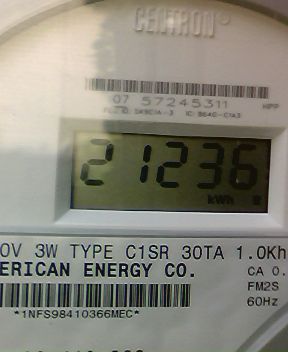 CENTRON®
07 57245311 HPP
21236
kWh
0V 3W TYPE C1SR 30TA 1.0Kh
ERICAN ENERGY CO.
CA 0.
FM2S
60Hz
*1NFS98410366MEC*